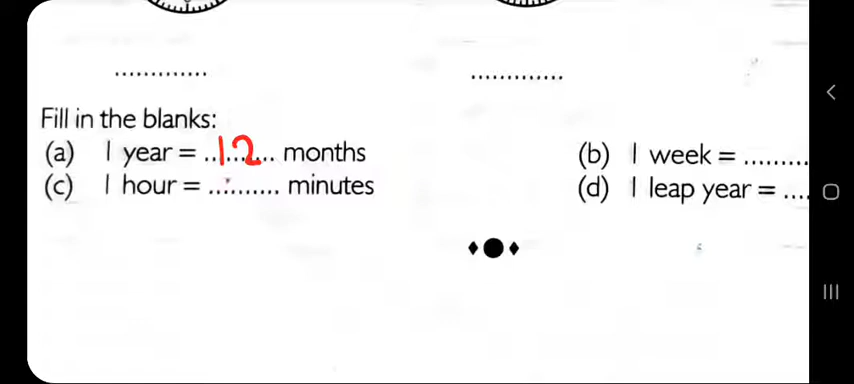 .............
.............
Fill in the blanks:
(a) 1 year = ...12... months
(b) 1 week = .........
(c) 1 hour = .......... minutes
(d) 1 leap year = ....